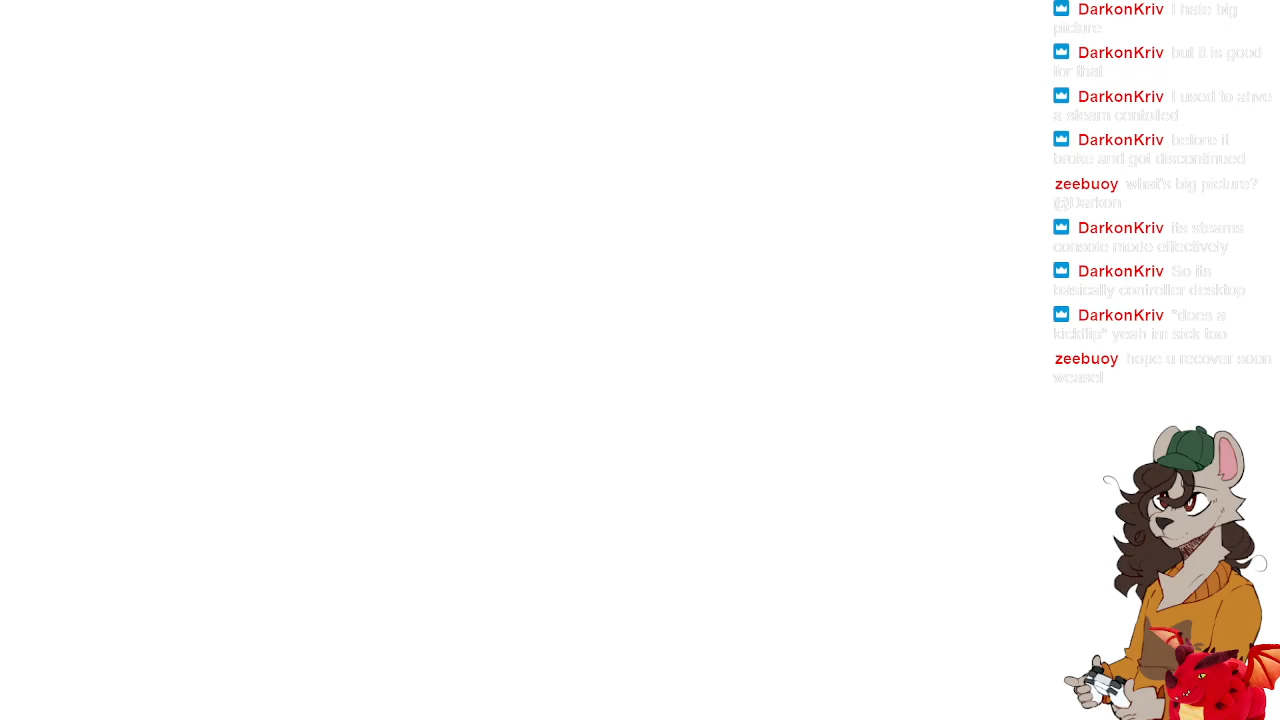 DarkonKriv I hate big
picture
DarkonKriv but it is good
for that
DarkonKriv I used to ahve
a steam contolled
DarkonKriv before it
broke and got discontinued
zeebuoy what's big picture?
@Darkon
DarkonKriv Its steams
console mode effectively
DarkonKriv So its
basically controller desktop
DarkonKriv "does a
kickflip" yeah im sick too
zeebuoy hope u recover soon
weasel